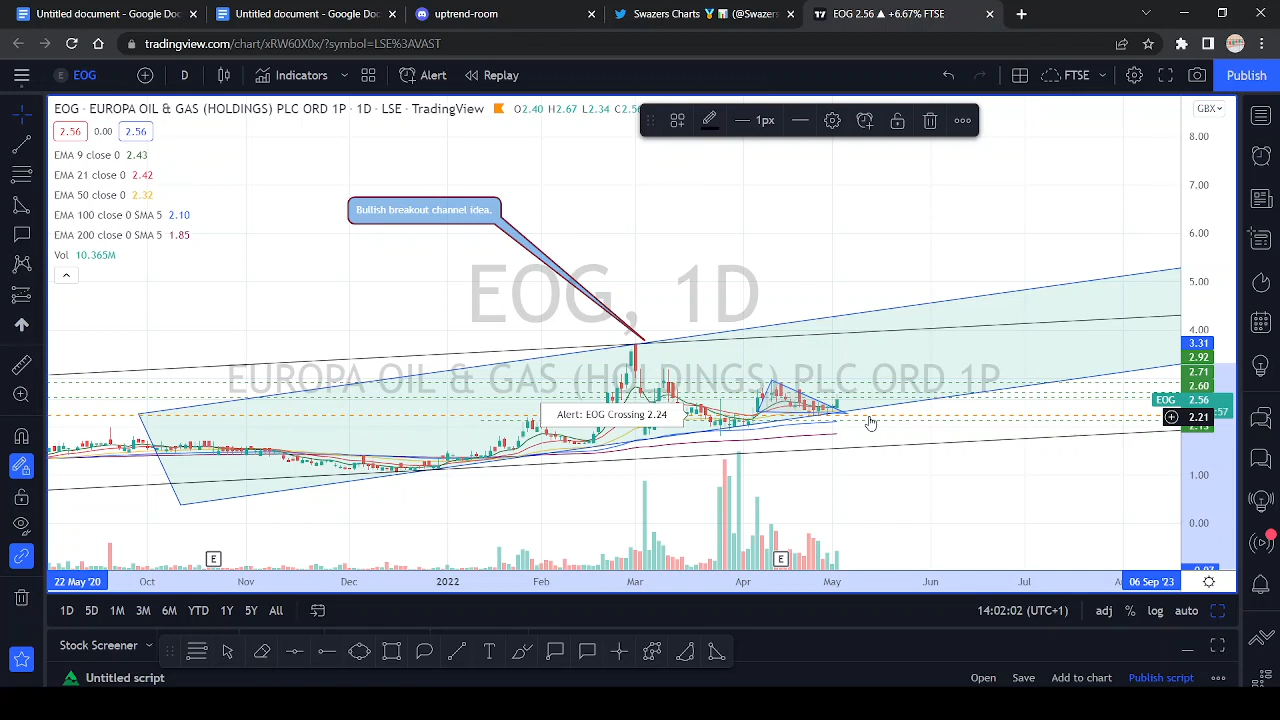 Untitled document - Google Doc
Untitled document - Google Doc
uptrend-room
Swazers Charts 🏅 📊 (@Swazers
EOG 2.56 ▲ +6.67% FTSE
tradingview.com/chart/xRW60X0x/?symbol=LSE%3AVAST
E EOG
D
Indicators
Alert
Replay
FTSE
Publish
EOG · EUROPA OIL & GAS (HOLDINGS) PLC ORD 1P · 1D · LSE · TradingView
O2.40 H2.67 L2.34 C2.56
GBX
2.56 0.00 2.56
1px
EMA 9 close 0 2.43
EMA 21 close 0 2.42
EMA 50 close 0 2.32
EMA 100 close 0 SMA 5 2.10
EMA 200 close 0 SMA 5 1.85
Vol 10.365M
Bullish breakout channel idea.
EOG, 1D
EUROPA OIL & GAS (HOLDINGS) PLC ORD 1P
Alert: EOG Crossing 2.24
8.00
7.00
6.00
5.00
4.00
3.31
2.92
2.71
2.60
EOG 2.56
2.21
1.00
0.00
E
E
22 May '20
Oct
Nov
Dec
2022
Feb
Mar
Apr
May
Jun
Jul
06 Sep '23
1D 5D 1M 3M 6M YTD 1Y 5Y All
14:02:02 (UTC+1)
adj % log auto
Stock Screener
T
Untitled script
Open Save Add to chart Publish script